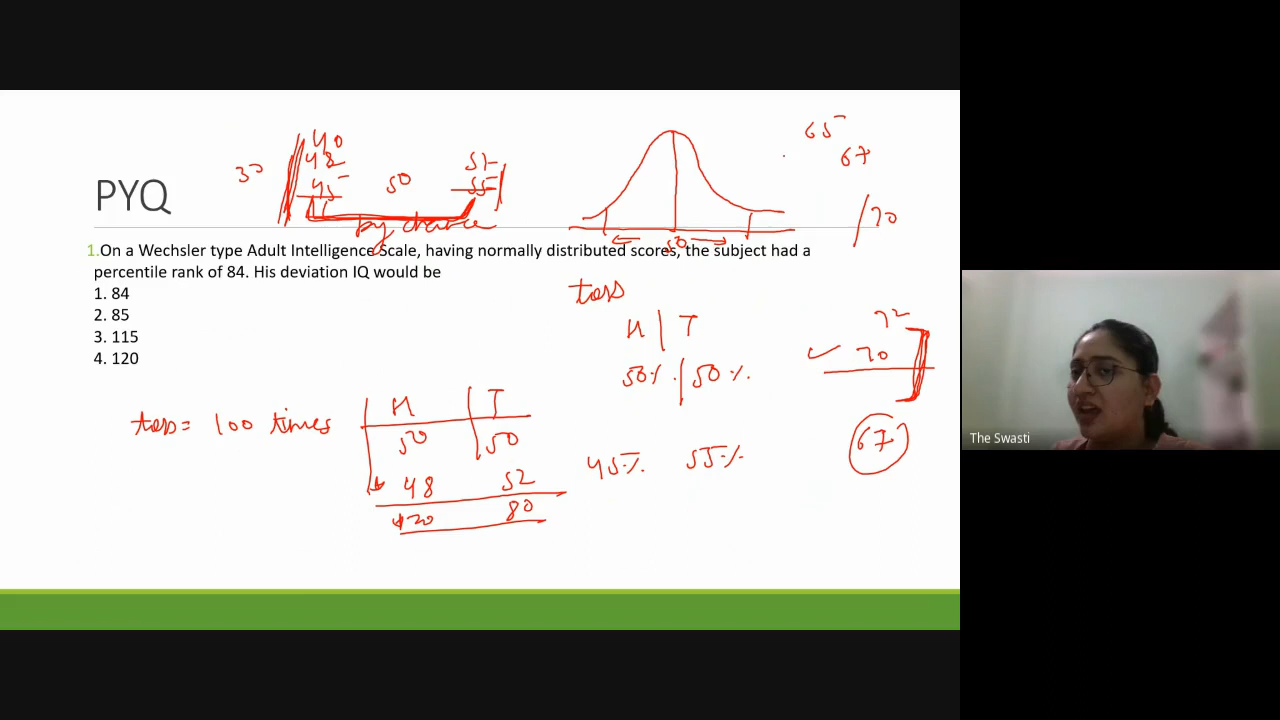 40
48
30
45
50
52
55
by chance
50
65
67
/70
PYQ
1.On a Wechsler type Adult Intelligence Scale, having normally distributed scores, the subject had a
percentile rank of 84. His deviation IQ would be
1. 84
2. 85
3. 115
4. 120
toss
H | T
50% | 50%
72
70
67
toss = 100 times
H T
50 50
48 52
20 80
45% 55%
The Swasti